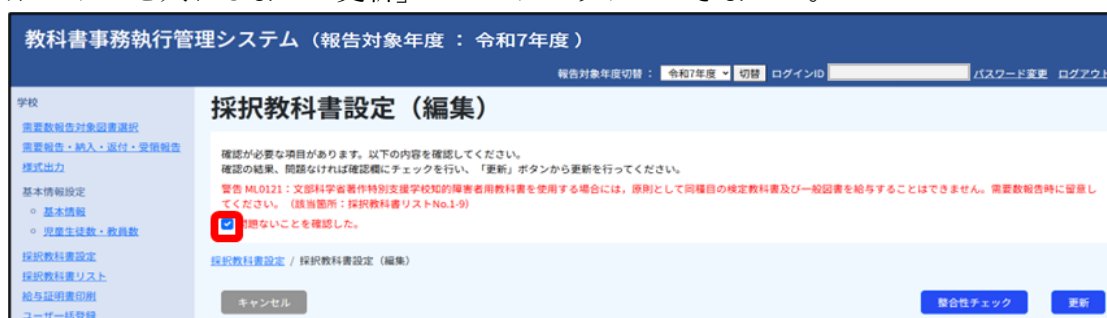 教科書事務執行管理システム（報告対象年度 ： 令和7年度 ）
報告対象年度切替 ： 令和7年度 切替 ログインID パスワード変更 ログアウト
学校
需要数報告対象図書選択
需要報告・納入・返付・受領報告
様式出力
基本情報設定
基本情報
児童生徒数・教員数
採択教科書設定
採択教科書リスト
給与証明書印刷
ユーザー一括登録
採択教科書設定（編集）
確認が必要な項目があります。以下の内容を確認してください。
確認の結果、問題なければ確認欄にチェックを行い、「更新」ボタンから更新を行ってください。
警告 ML0121：文部科学省著作特別支援学校知的障害者用教科書を使用する場合には，原則として同種目の検定教科書及び一般図書を給与することはできません。需要数報告時に留意し
てください。（該当箇所：採択教科書リストNo.1-9）
問題ないことを確認した。
採択教科書設定 / 採択教科書設定（編集）
キャンセル 整合性チェック 更新